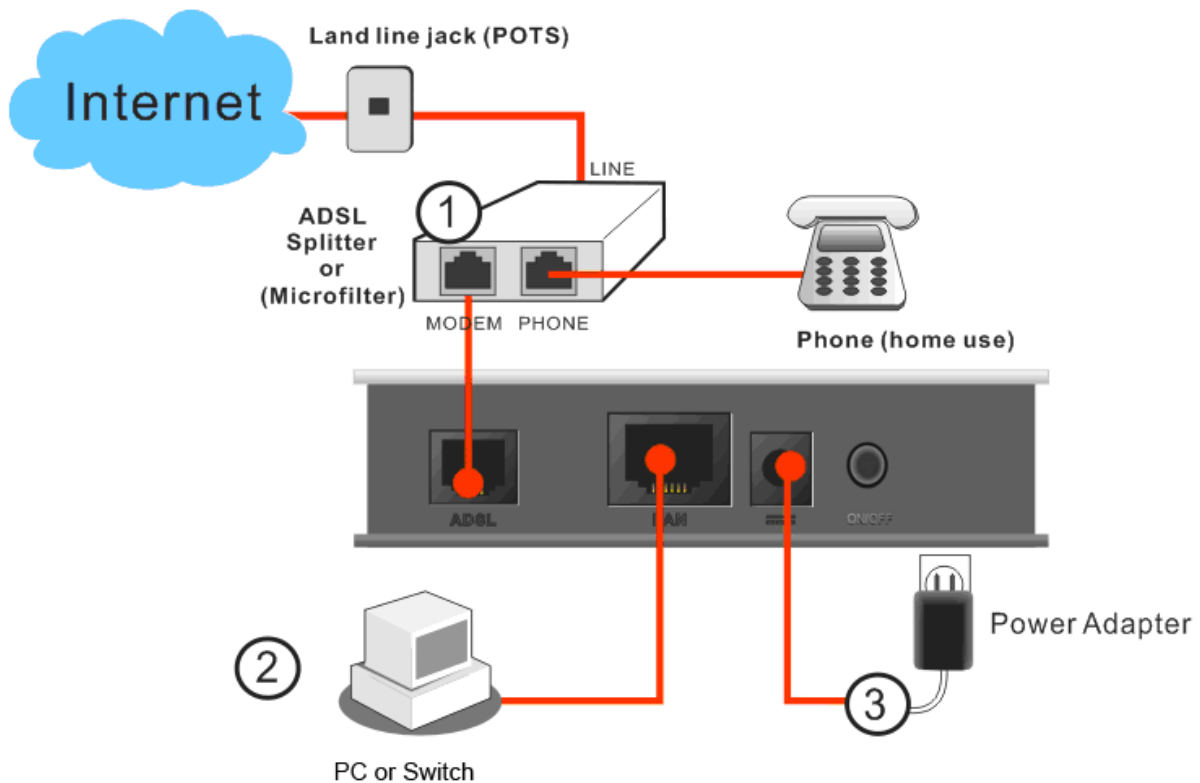 Land line jack (POTS)
Internet
LINE
1
ADSL
Splitter
or
(Microfilter)
MODEM PHONE
Phone (home use)
ADSL
LAN
ON/OFF
Power Adapter
2
3
PC or Switch